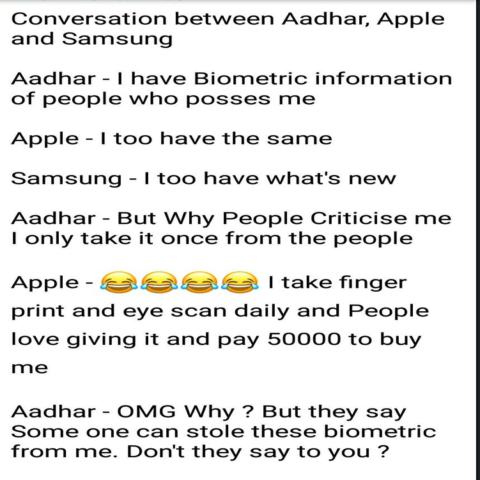 Conversation between Aadhar, Apple
and Samsung
Aadhar - I have Biometric information
of people who posses me
Apple - I too have the same
Samsung - I too have what's new
Aadhar - But Why People Criticise me
I only take it once from the people
Apple - 😂😂😂😂 I take finger
print and eye scan daily and People
love giving it and pay 50000 to buy
me
Aadhar - OMG Why ? But they say
Some one can stole these biometric
from me. Don't they say to you ?